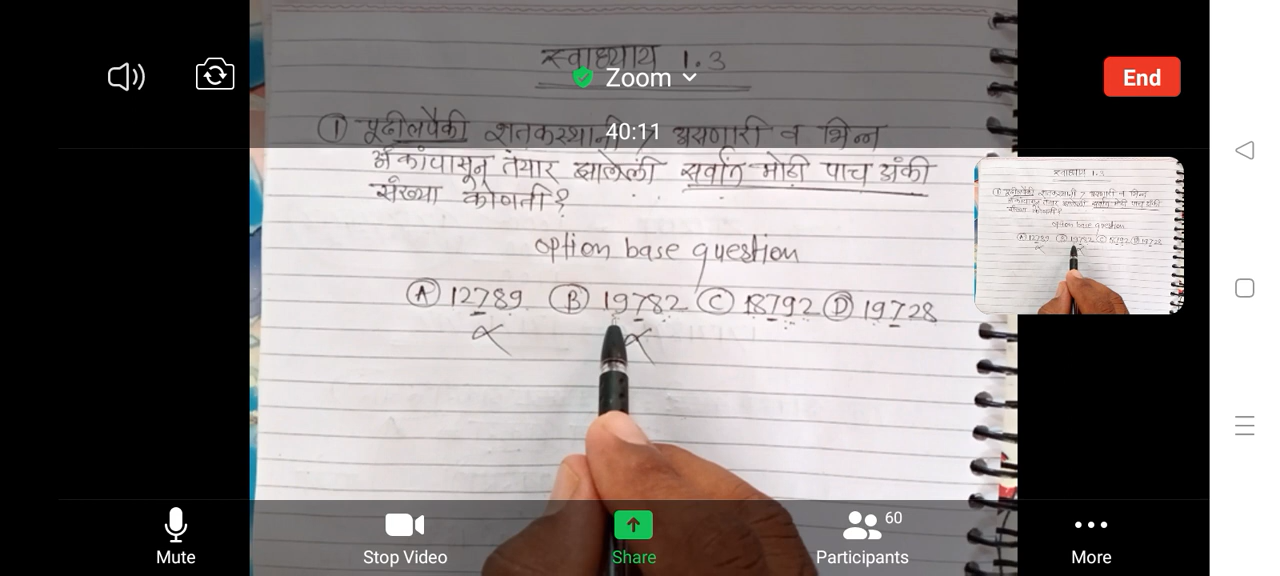 स्वाध्याय 1.3
Zoom
End
40:11
① पूढीलपैकी शतकस्थानी 7 असणारी व भिन्न
अंकांपासून तयार झालेली सर्वात मोठी पाच अंकी
संख्या कोणती?
option base question
Ⓐ 12789 Ⓑ 19782 Ⓒ 18792 Ⓓ 19728
60
Mute
Stop Video
Share
Participants
More